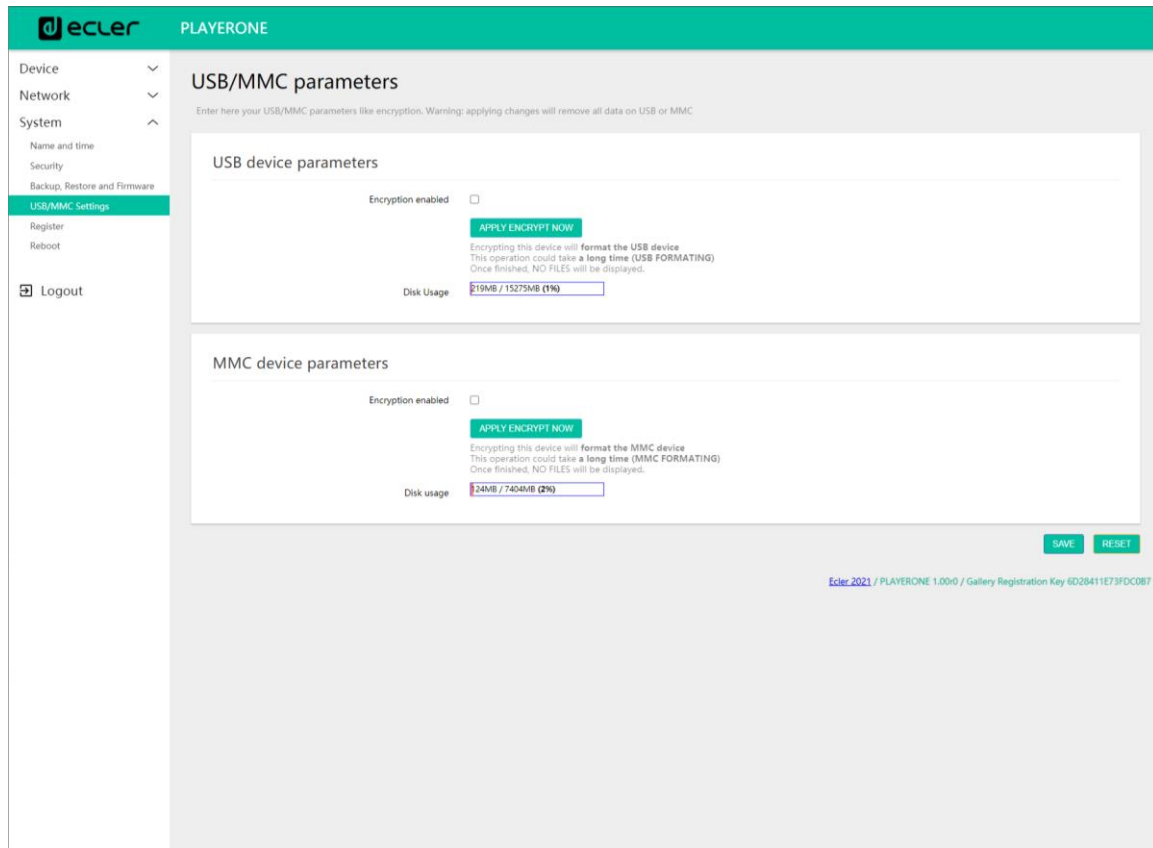 ecler
PLAYERONE
Device
Network
System
Name and time
Security
Backup, Restore and Firmware
USB/MMC Settings
Register
Reboot
Logout
USB/MMC parameters
Enter here your USB/MMC parameters like encryption. Warning: applying changes will remove all data on USB or MMC
USB device parameters
Encryption enabled
APPLY ENCRYPT NOW
Encrypting this device will format the USB device
This operation could take a long time (USB FORMATING)
Once finished, NO FILES will be displayed.
Disk Usage 219MB / 15275MB (1%)
MMC device parameters
Encryption enabled
APPLY ENCRYPT NOW
Encrypting this device will format the MMC device
This operation could take a long time (MMC FORMATING)
Once finished, NO FILES will be displayed.
Disk usage 124MB / 7404MB (2%)
SAVE RESET
Ecler 2021 / PLAYERONE 1.00r0 / Gallery Registration Key 6D28411E73FDC0B7